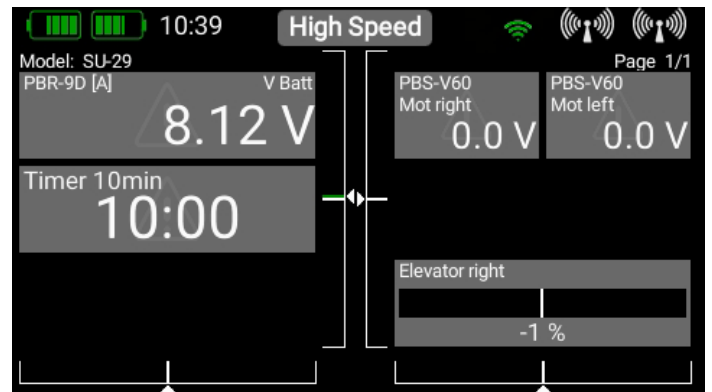 10:39 High Speed
Model: SU-29 Page 1/1
PBR-9D [A] V Batt
8.12 V
Timer 10min
10:00
PBS-V60
Mot right
0.0 V
PBS-V60
Mot left
0.0 V
Elevator right
-1 %